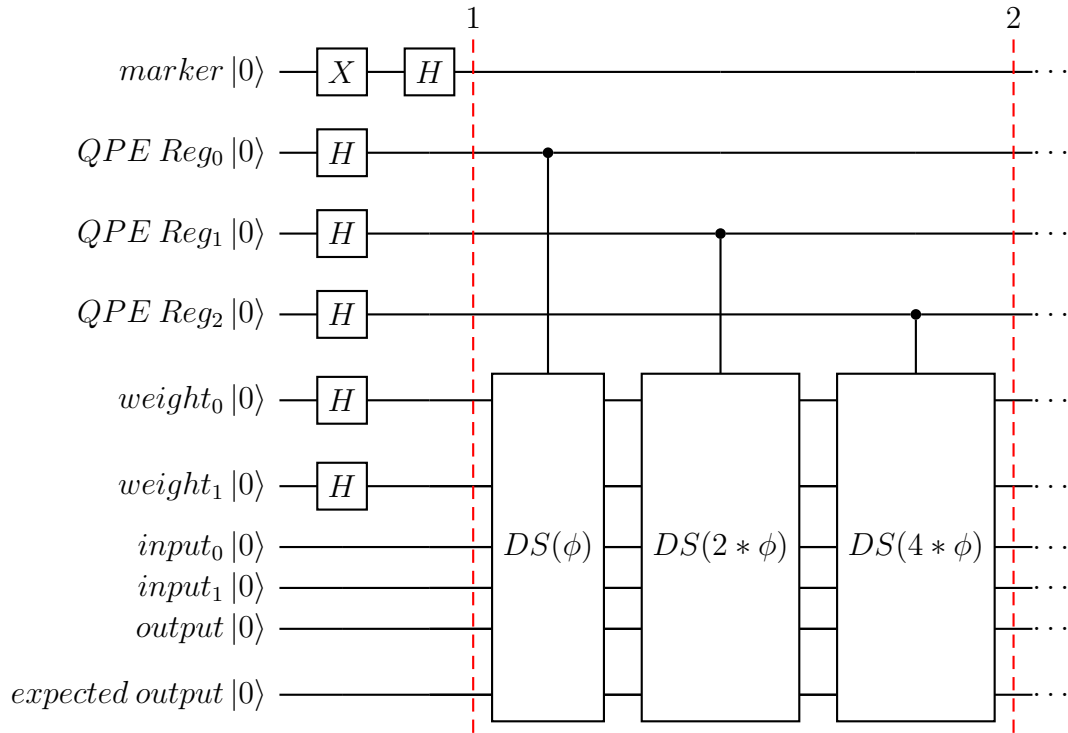 1 2
marker |0⟩ X H · · ·
QPE Reg₀ |0⟩ H · · ·
QPE Reg₁ |0⟩ H · · ·
QPE Reg₂ |0⟩ H · · ·
weight₀ |0⟩ H · · ·
weight₁ |0⟩ H · · ·
input₀ |0⟩ DS(ϕ) DS(2 ∗ ϕ) DS(4 ∗ ϕ) · · ·
input₁ |0⟩ · · ·
output |0⟩ · · ·
expected output |0⟩ · · ·